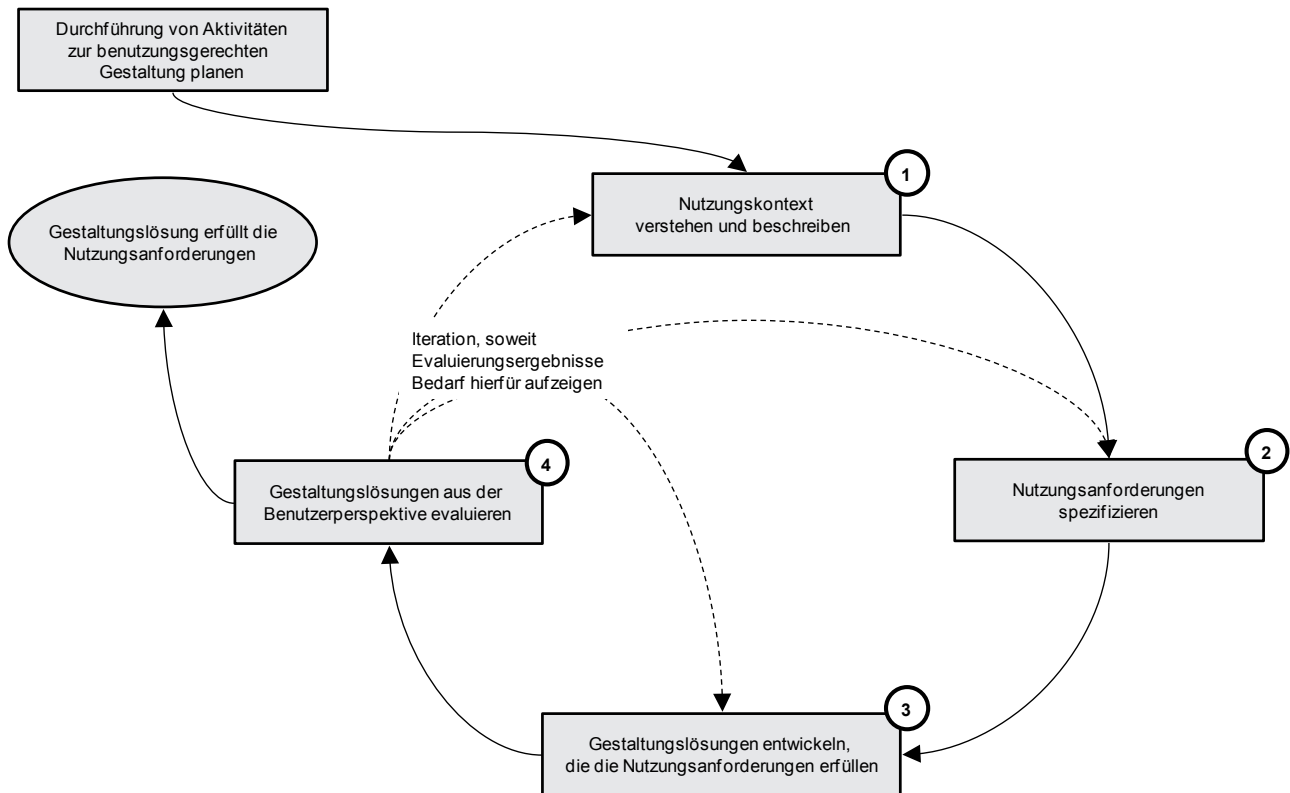 Durchführung von Aktivitäten
zur benutzungsgerechten
Gestaltung planen
1
Nutzungskontext
verstehen und beschreiben
Gestaltungslösung erfüllt die
Nutzungsanforderungen
Iteration, soweit
Evaluierungsergebnisse
Bedarf hierfür aufzeigen
4
Gestaltungslösungen aus der
Benutzerperspektive evaluieren
2
Nutzungsanforderungen
spezifizieren
3
Gestaltungslösungen entwickeln,
die die Nutzungsanforderungen erfüllen